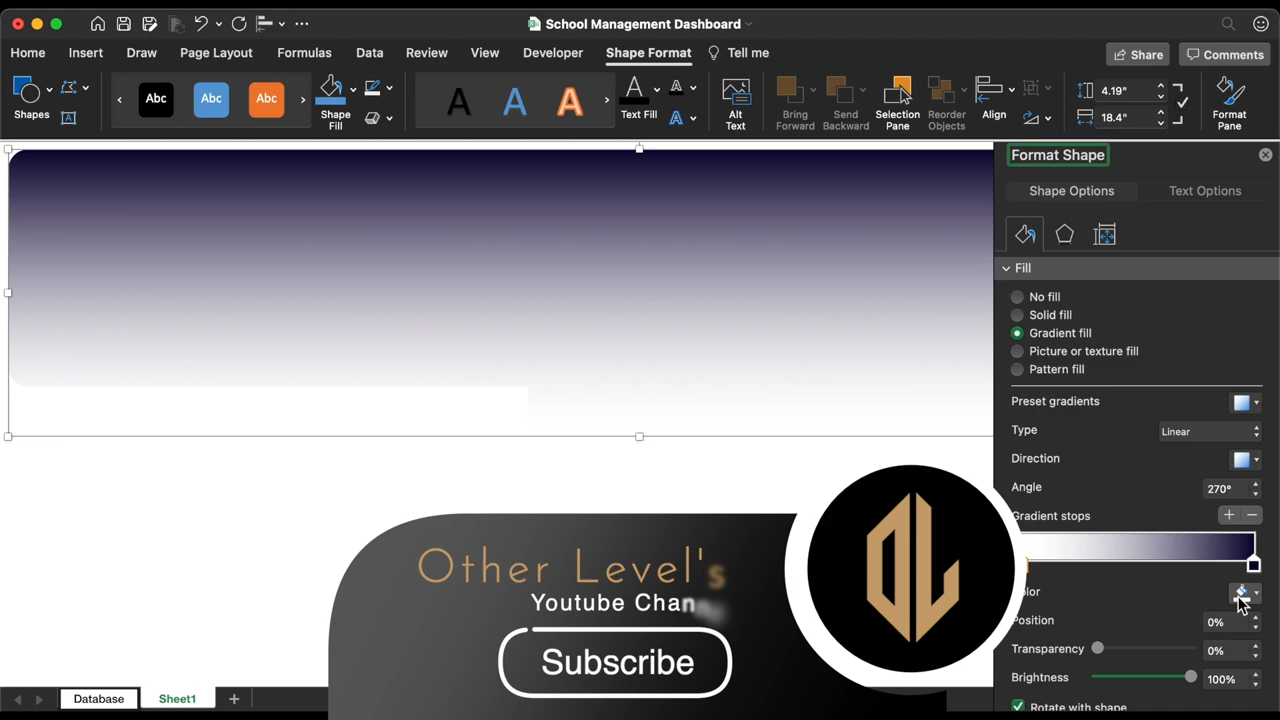 School Management Dashboard
Home Insert Draw Page Layout Formulas Data Review View Developer Shape Format Tell me
Share Comments
Shapes
Abc Abc Abc
Shape Fill
A A A
Text Fill
Alt Text
Bring Forward
Send Backward
Selection Pane
Reorder Objects
Align
4.19"
18.4"
Format Pane
Format Shape
Shape Options Text Options
Fill
No fill
Solid fill
Gradient fill
Picture or texture fill
Pattern fill
Preset gradients
Type Linear
Direction
Angle 270°
Gradient stops
olor
Position 0%
Transparency 0%
Brightness 100%
Rotate with shape
Other Level's
Youtube Chan
Subscribe
Database Sheet1